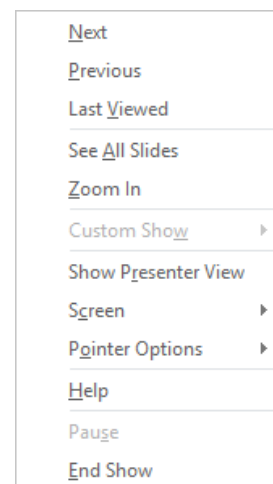 Next
Previous
Last Viewed
See All Slides
Zoom In
Custom Show
Show Presenter View
Screen
Pointer Options
Help
Pause
End Show